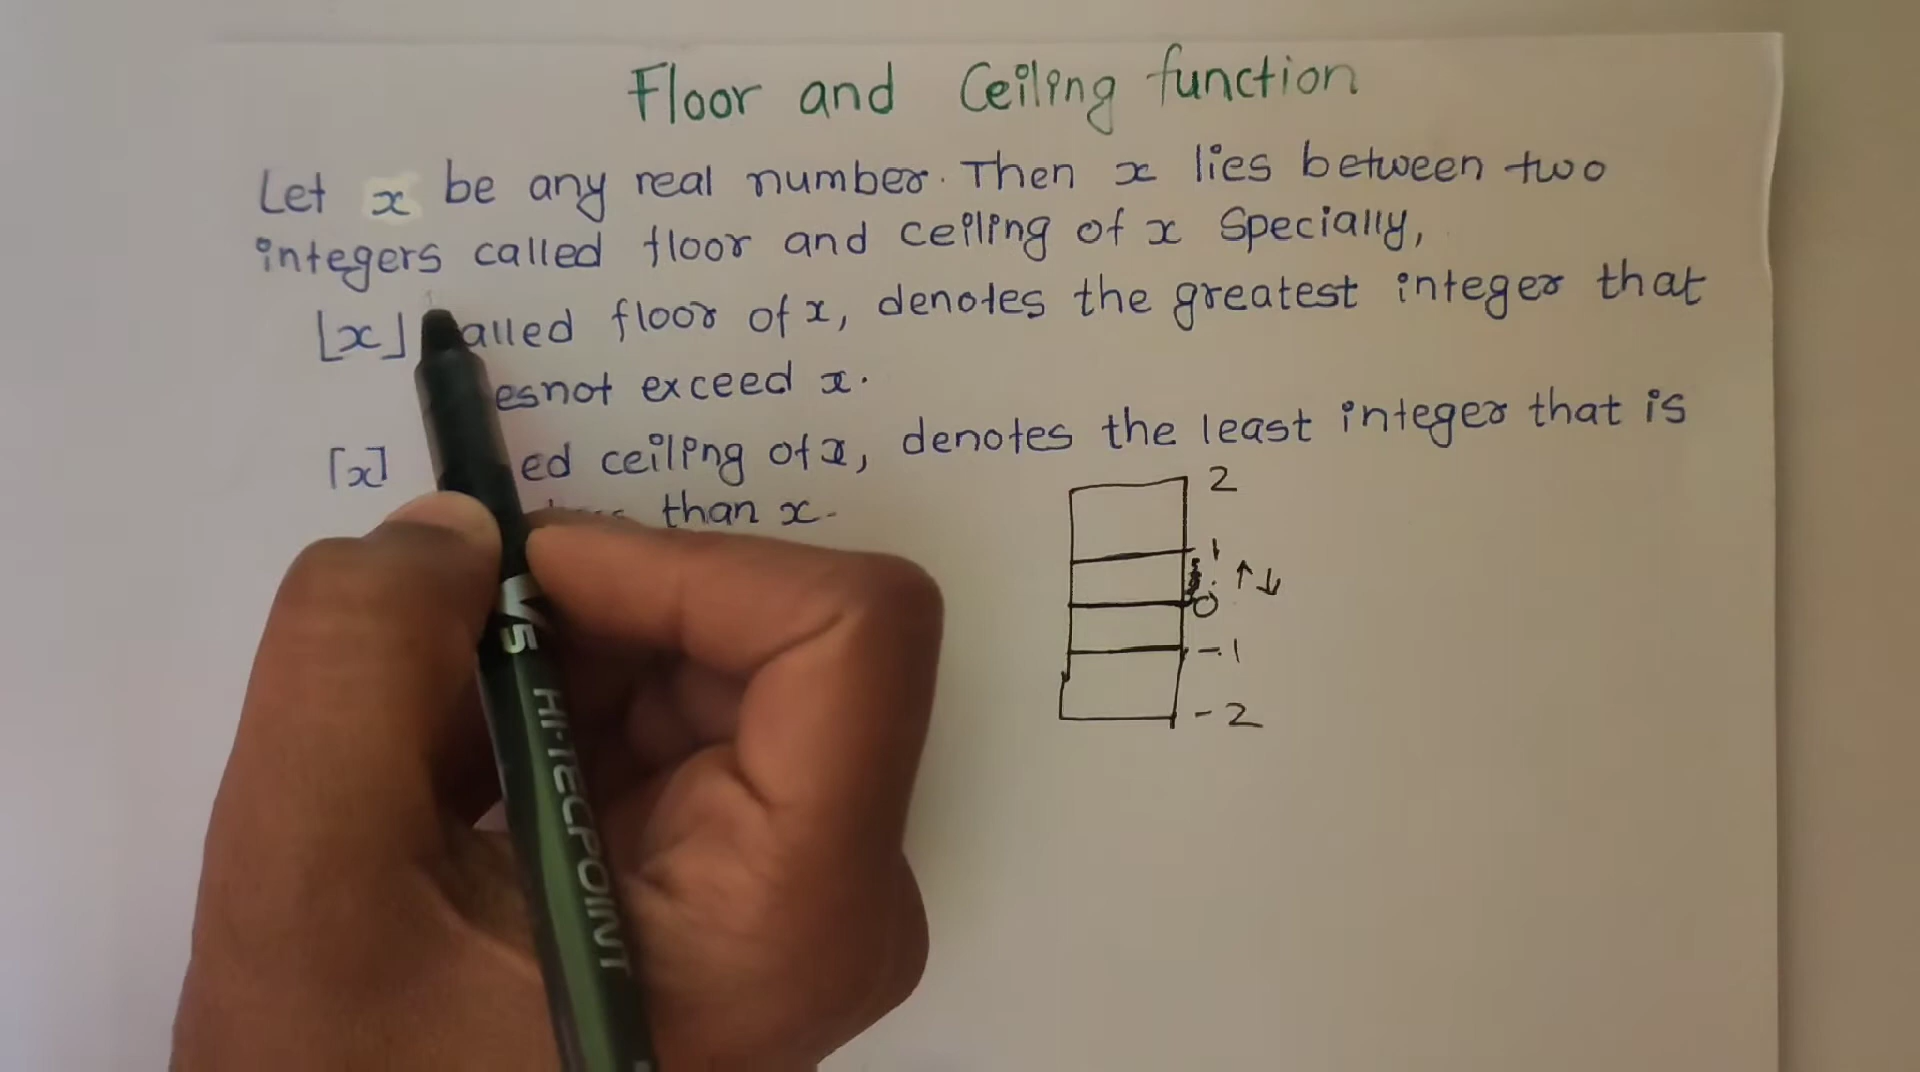 Floor and Ceiling function
Let x be any real number. Then x lies between two
integers called floor and ceiling of x Specially,
⌊x⌋ called floor of x, denotes the greatest integer that
esnot exceed x.
⌈x⌉ ed ceiling of x, denotes the least integer that is
than x.
2
1
0
-1
-2
V5 HI-TECPOINT